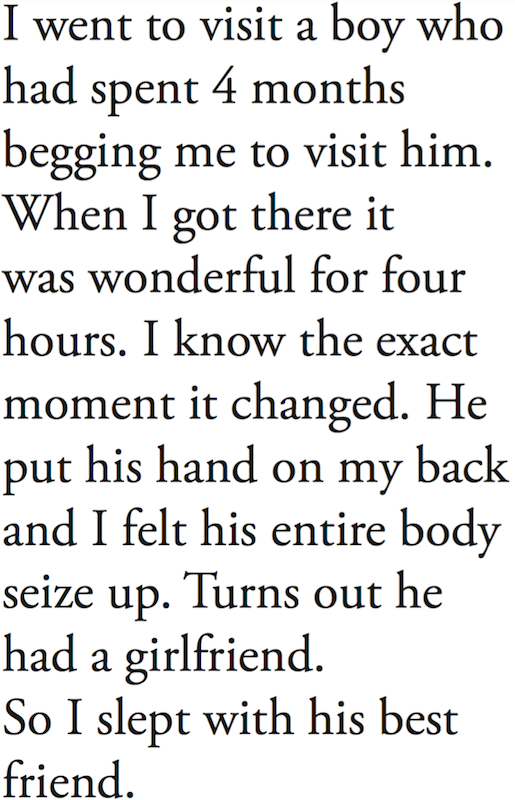 I went to visit a boy who
had spent 4 months
begging me to visit him.
When I got there it
was wonderful for four
hours. I know the exact
moment it changed. He
put his hand on my back
and I felt his entire body
seize up. Turns out he
had a girlfriend.
So I slept with his best
friend.